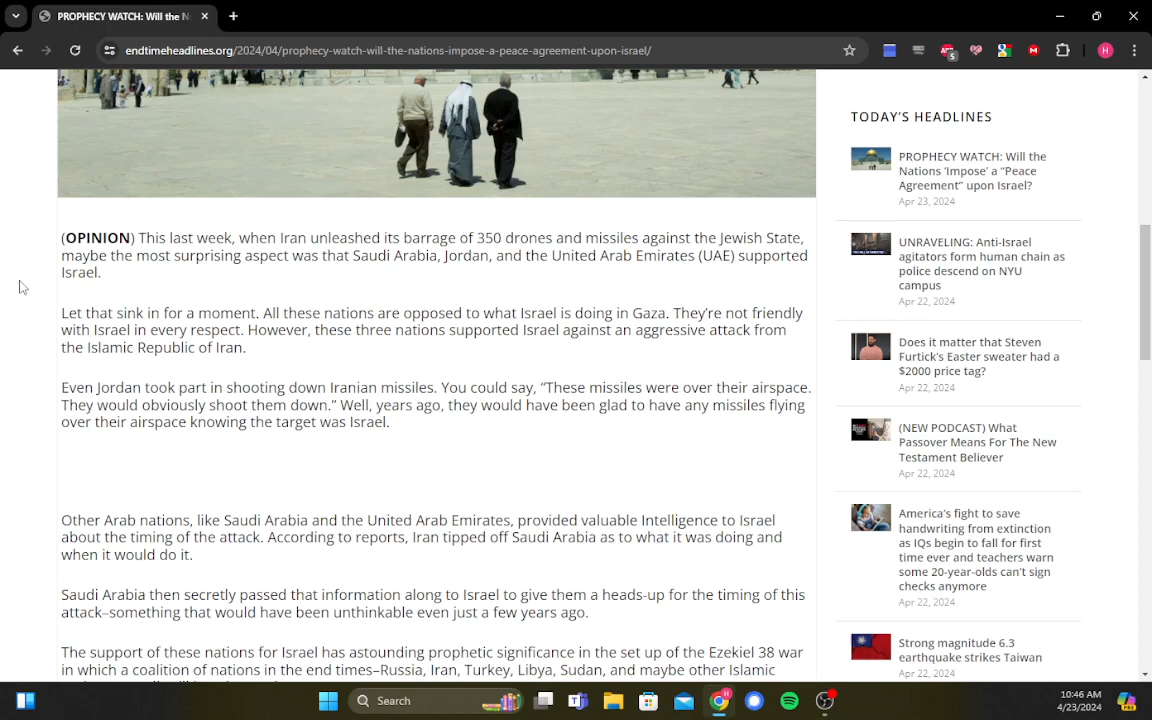 PROPHECY WATCH: Will the N
endtimeheadlines.org/2024/04/prophecy-watch-will-the-nations-impose-a-peace-agreement-upon-israel/
(OPINION) This last week, when Iran unleashed its barrage of 350 drones and missiles against the Jewish State,
maybe the most surprising aspect was that Saudi Arabia, Jordan, and the United Arab Emirates (UAE) supported
Israel.
Let that sink in for a moment. All these nations are opposed to what Israel is doing in Gaza. They’re not friendly
with Israel in every respect. However, these three nations supported Israel against an aggressive attack from
the Islamic Republic of Iran.
Even Jordan took part in shooting down Iranian missiles. You could say, “These missiles were over their airspace.
They would obviously shoot them down.” Well, years ago, they would have been glad to have any missiles flying
over their airspace knowing the target was Israel.
Other Arab nations, like Saudi Arabia and the United Arab Emirates, provided valuable Intelligence to Israel
about the timing of the attack. According to reports, Iran tipped off Saudi Arabia as to what it was doing and
when it would do it.
Saudi Arabia then secretly passed that information along to Israel to give them a heads-up for the timing of this
attack–something that would have been unthinkable even just a few years ago.
The support of these nations for Israel has astounding prophetic significance in the set up of the Ezekiel 38 war
in which a coalition of nations in the end times–Russia, Iran, Turkey, Libya, Sudan, and maybe other Islamic
TODAY’S HEADLINES
PROPHECY WATCH: Will the
Nations ‘Impose’ a “Peace
Agreement” upon Israel?
Apr 23, 2024
UNRAVELING: Anti-Israel
agitators form human chain as
police descend on NYU
campus
Apr 22, 2024
Does it matter that Steven
Furtick’s Easter sweater had a
$2000 price tag?
Apr 22, 2024
(NEW PODCAST) What
Passover Means For The New
Testament Believer
Apr 22, 2024
America’s fight to save
handwriting from extinction
as IQs begin to fall for first
time ever and teachers warn
some 20-year-olds can’t sign
checks anymore
Apr 22, 2024
Strong magnitude 6.3
earthquake strikes Taiwan
Apr 22, 2024
Search
10:46 AM
4/23/2024